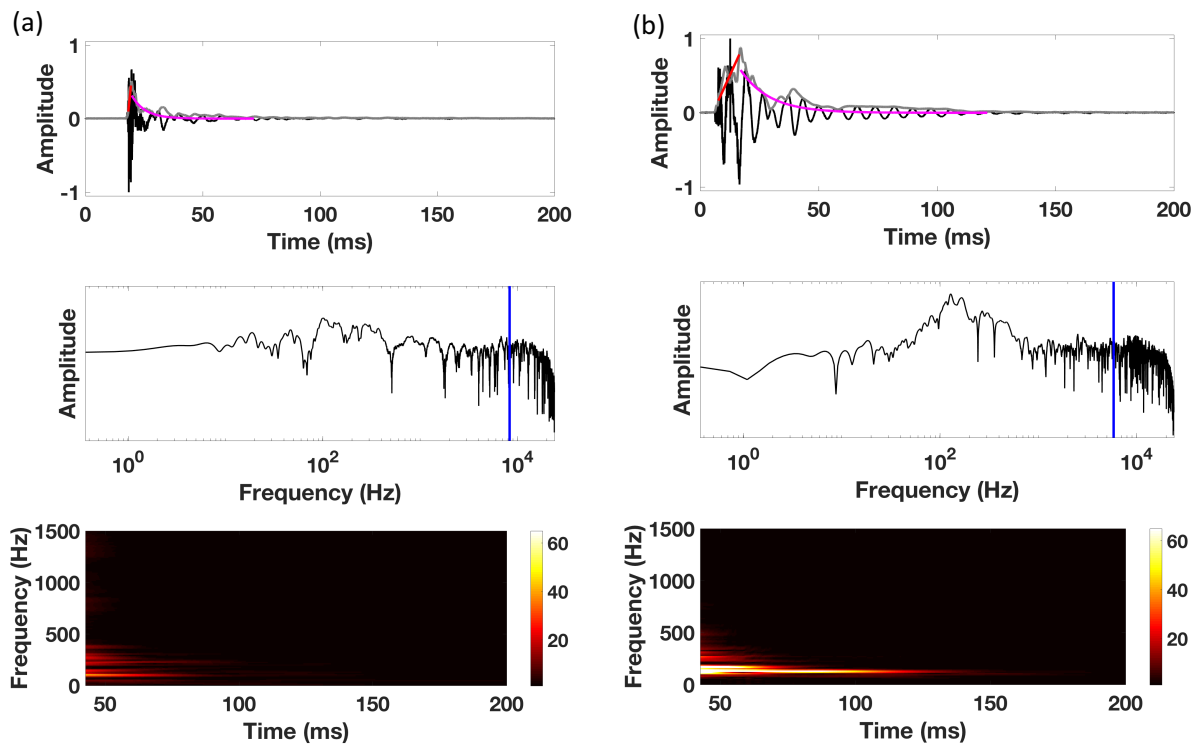 (a)
1
0
-1
Amplitude
0 50 100 150 200
Time (ms)
Amplitude
10^0 10^2 10^4
Frequency (Hz)
1500
1000
500
0
Frequency (Hz)
50 100 150 200
Time (ms)
60
40
20
(b)
1
0
-1
Amplitude
0 50 100 150 200
Time (ms)
Amplitude
10^0 10^2 10^4
Frequency (Hz)
1500
1000
500
0
Frequency (Hz)
50 100 150 200
Time (ms)
60
40
20